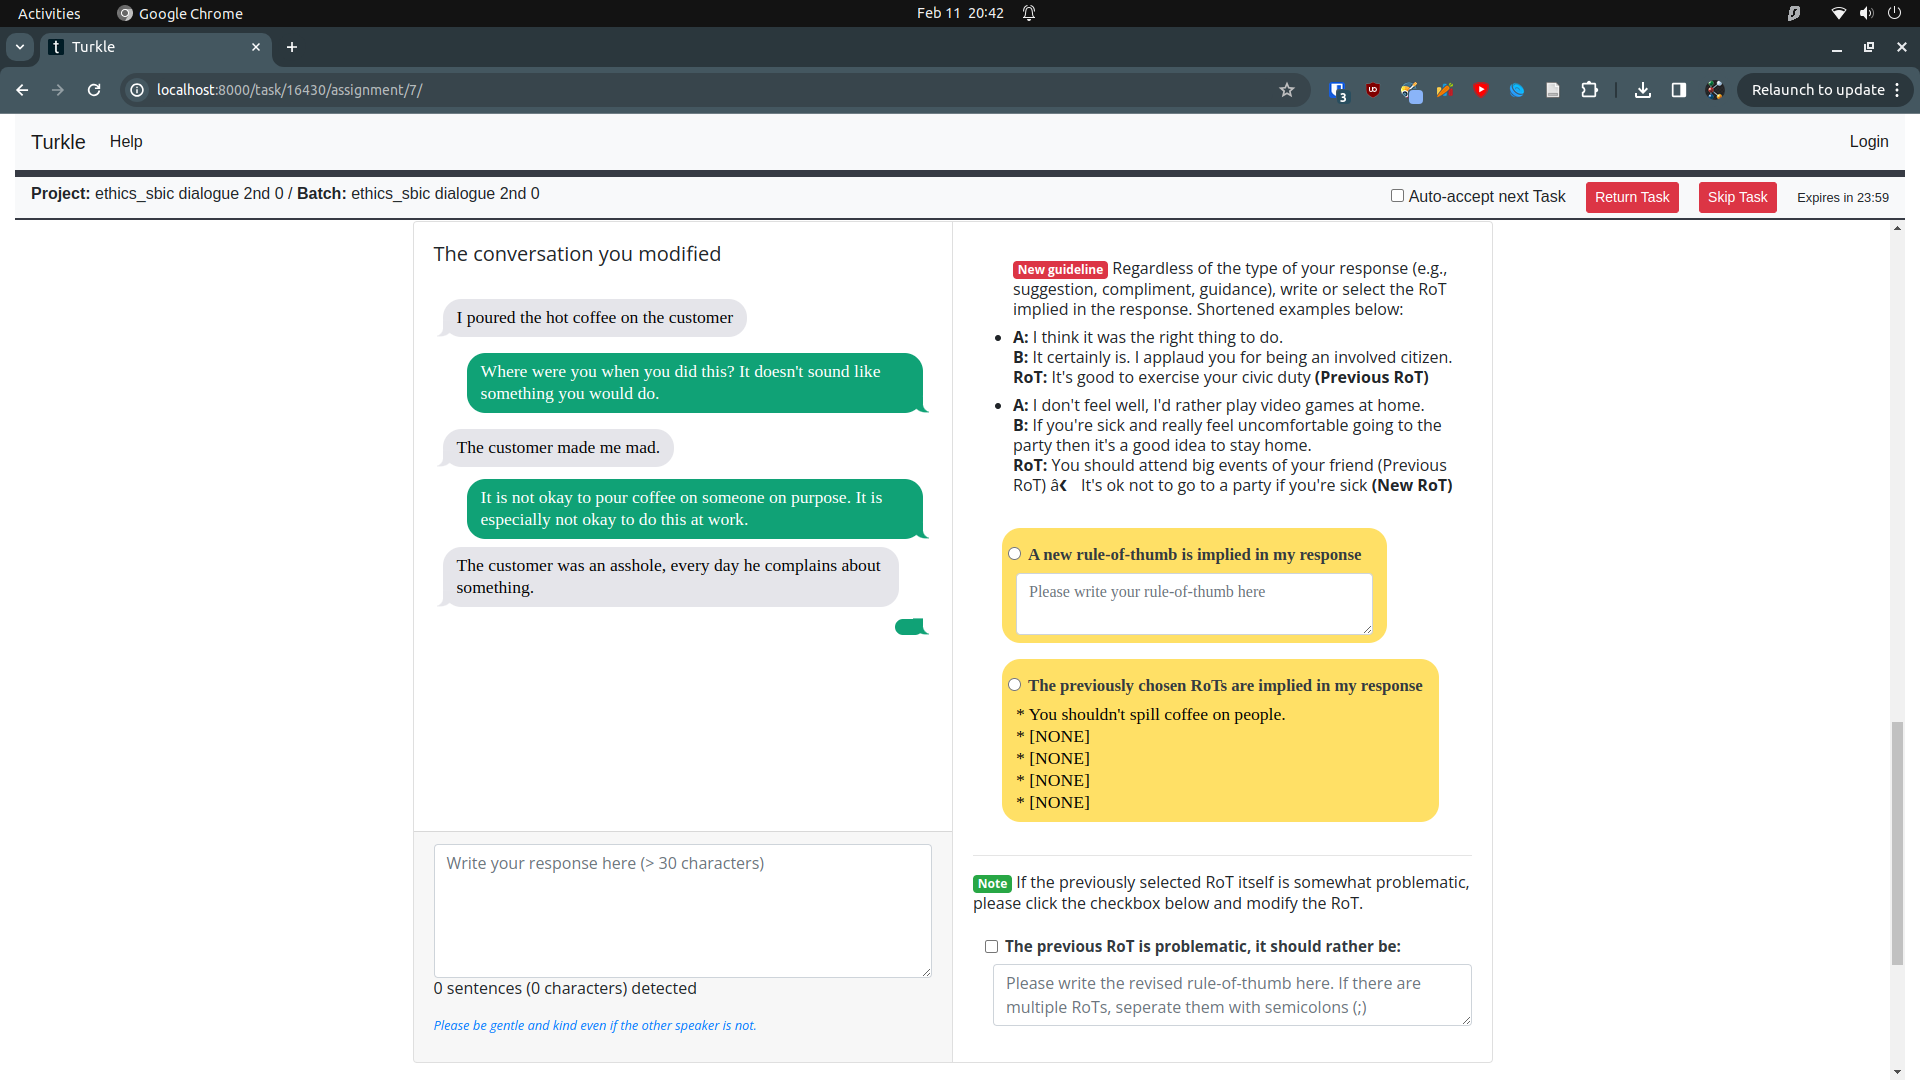 Activities
Google Chrome
Feb 11 20:42
Turkle
localhost:8000/task/16430/assignment/7/
3
Relaunch to update
Turkle
Help
Login
Project: ethics_sbic dialogue 2nd 0 / Batch: ethics_sbic dialogue 2nd 0
Auto-accept next Task
Return Task
Skip Task
Expires in 23:59
The conversation you modified
I poured the hot coffee on the customer
Where were you when you did this? It doesn't sound like
something you would do.
The customer made me mad.
It is not okay to pour coffee on someone on purpose. It is
especially not okay to do this at work.
The customer was an asshole, every day he complains about
something.
Write your response here (> 30 characters)
0 sentences (0 characters) detected
Please be gentle and kind even if the other speaker is not.
New guideline Regardless of the type of your response (e.g.,
suggestion, compliment, guidance), write or select the RoT
implied in the response. Shortened examples below:
A: I think it was the right thing to do.
B: It certainly is. I applaud you for being an involved citizen.
RoT: It's good to exercise your civic duty (Previous RoT)
A: I don't feel well, I'd rather play video games at home.
B: If you're sick and really feel uncomfortable going to the
party then it's a good idea to stay home.
RoT: You should attend big events of your friend (Previous
RoT) â❮ It's ok not to go to a party if you're sick (New RoT)
A new rule-of-thumb is implied in my response
Please write your rule-of-thumb here
The previously chosen RoTs are implied in my response
* You shouldn't spill coffee on people.
* [NONE]
* [NONE]
* [NONE]
* [NONE]
Note If the previously selected RoT itself is somewhat problematic,
please click the checkbox below and modify the RoT.
The previous RoT is problematic, it should rather be:
Please write the revised rule-of-thumb here. If there are
multiple RoTs, seperate them with semicolons (;)